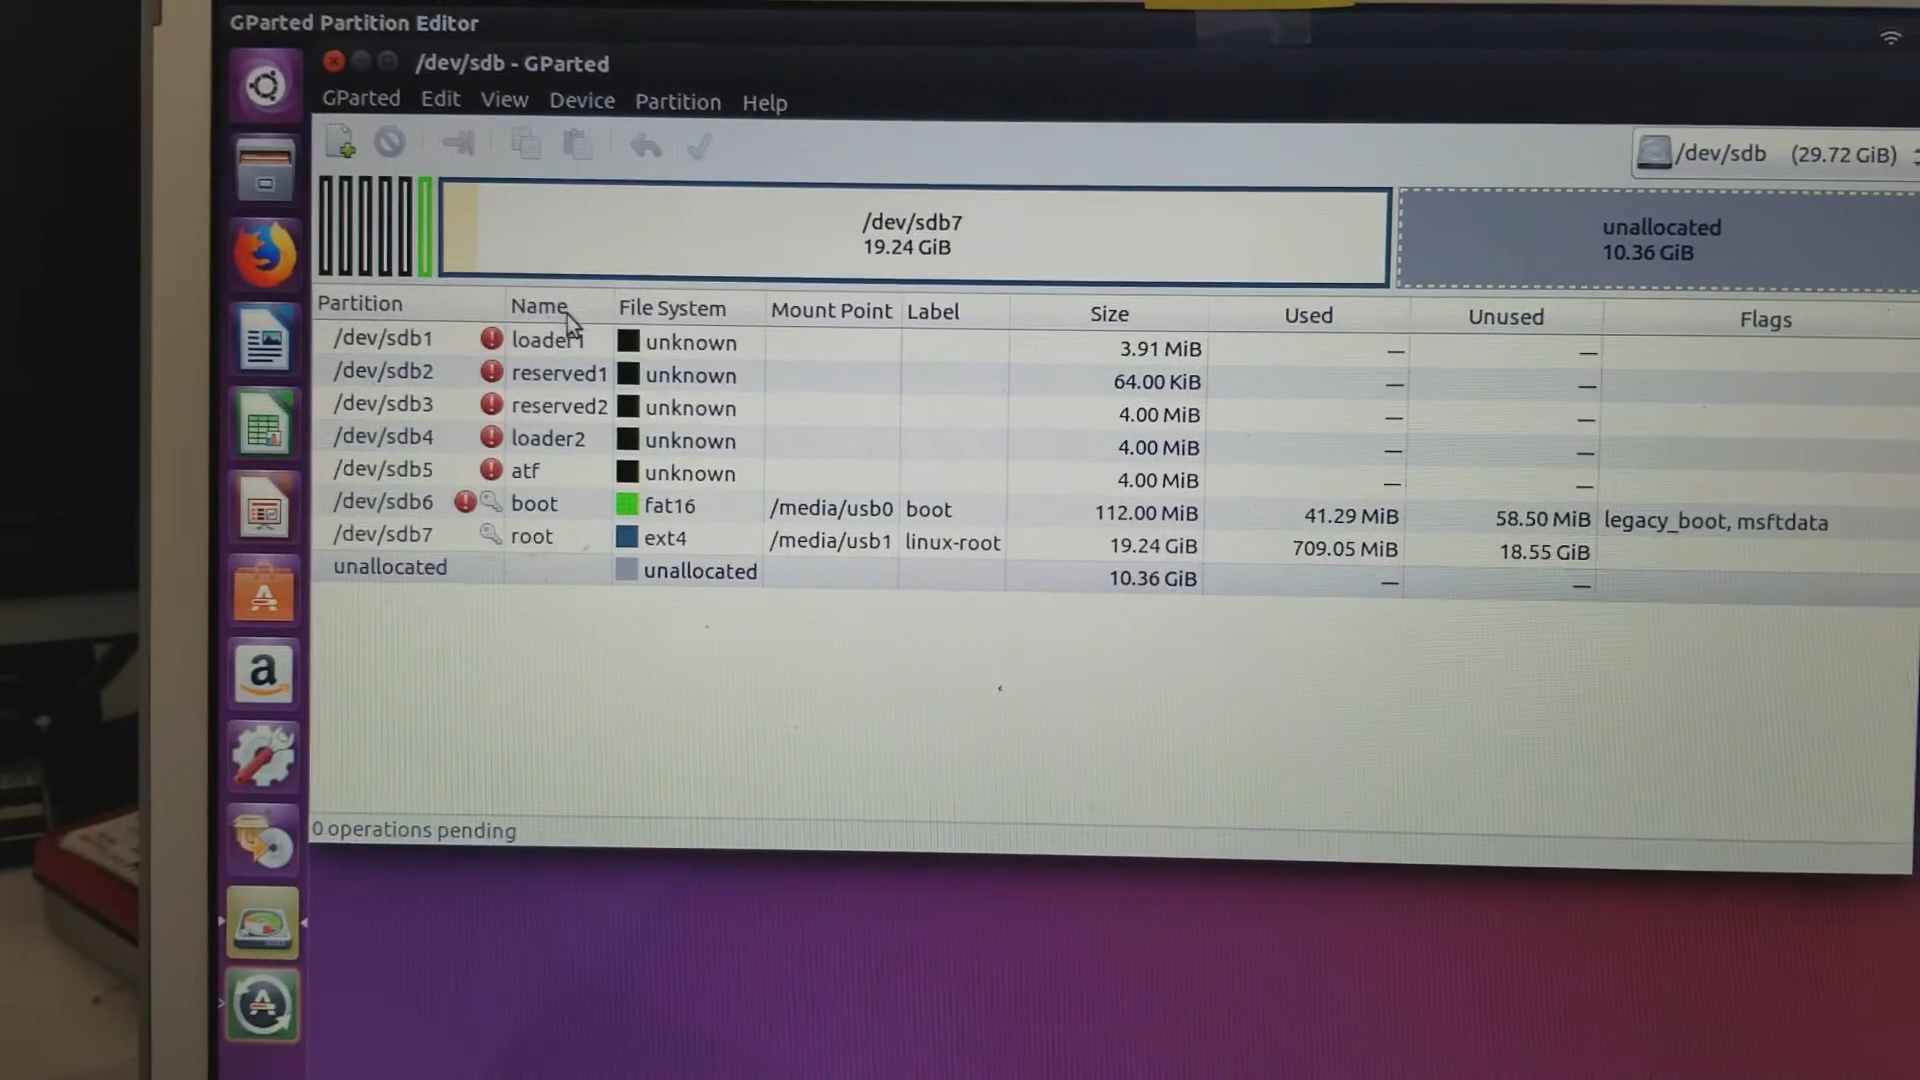 GParted Partition Editor
/dev/sdb - GParted
GParted Edit View Device Partition Help
/dev/sdb (29.72 GiB)
/dev/sdb7
19.24 GiB
unallocated
10.36 GiB
Partition Name File System Mount Point Label Size Used Unused Flags
/dev/sdb1 loader1 unknown 3.91 MiB — —
/dev/sdb2 reserved1 unknown 64.00 KiB — —
/dev/sdb3 reserved2 unknown 4.00 MiB — —
/dev/sdb4 loader2 unknown 4.00 MiB — —
/dev/sdb5 atf unknown 4.00 MiB — —
/dev/sdb6 boot fat16 /media/usb0 boot 112.00 MiB 41.29 MiB 58.50 MiB legacy_boot, msftdata
/dev/sdb7 root ext4 /media/usb1 linux-root 19.24 GiB 709.05 MiB 18.55 GiB
unallocated unallocated 10.36 GiB — —
a
0 operations pending